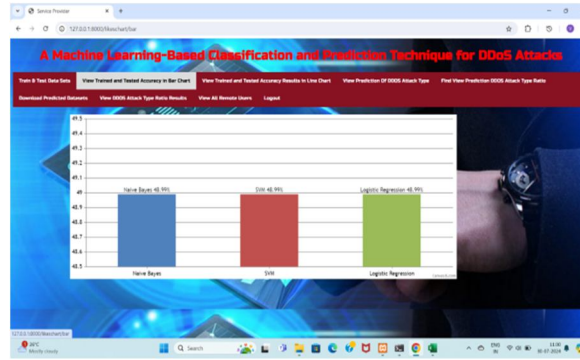 Service Provider
127.0.0.1:8000/likeschart/bar
A Machine Learning-Based Classification and Prediction Technique for DDoS Attacks
Train & Test Data Sets View Trained and Tested Accuracy in Bar Chart View Trained and Tested Accuracy Results in Line Chart View Prediction Of DDOS Attack Type Find View Prediction DDOS Attack Type Ratio
Download Predicted Datasets View DDOS Attack Type Ratio Results View All Remote Users Logout
49.5
49.4
49.3
49.2
49.1
49
48.9
48.8
48.7
48.6
48.5
Naive Bayes 48.99% SVM 48.99% Logistic Regression 48.99%
Naive Bayes SVM Logistic Regression
127.0.0.1:8000/likeschart/bar
Mostly cloudy
Search
ENG
IN
11:00